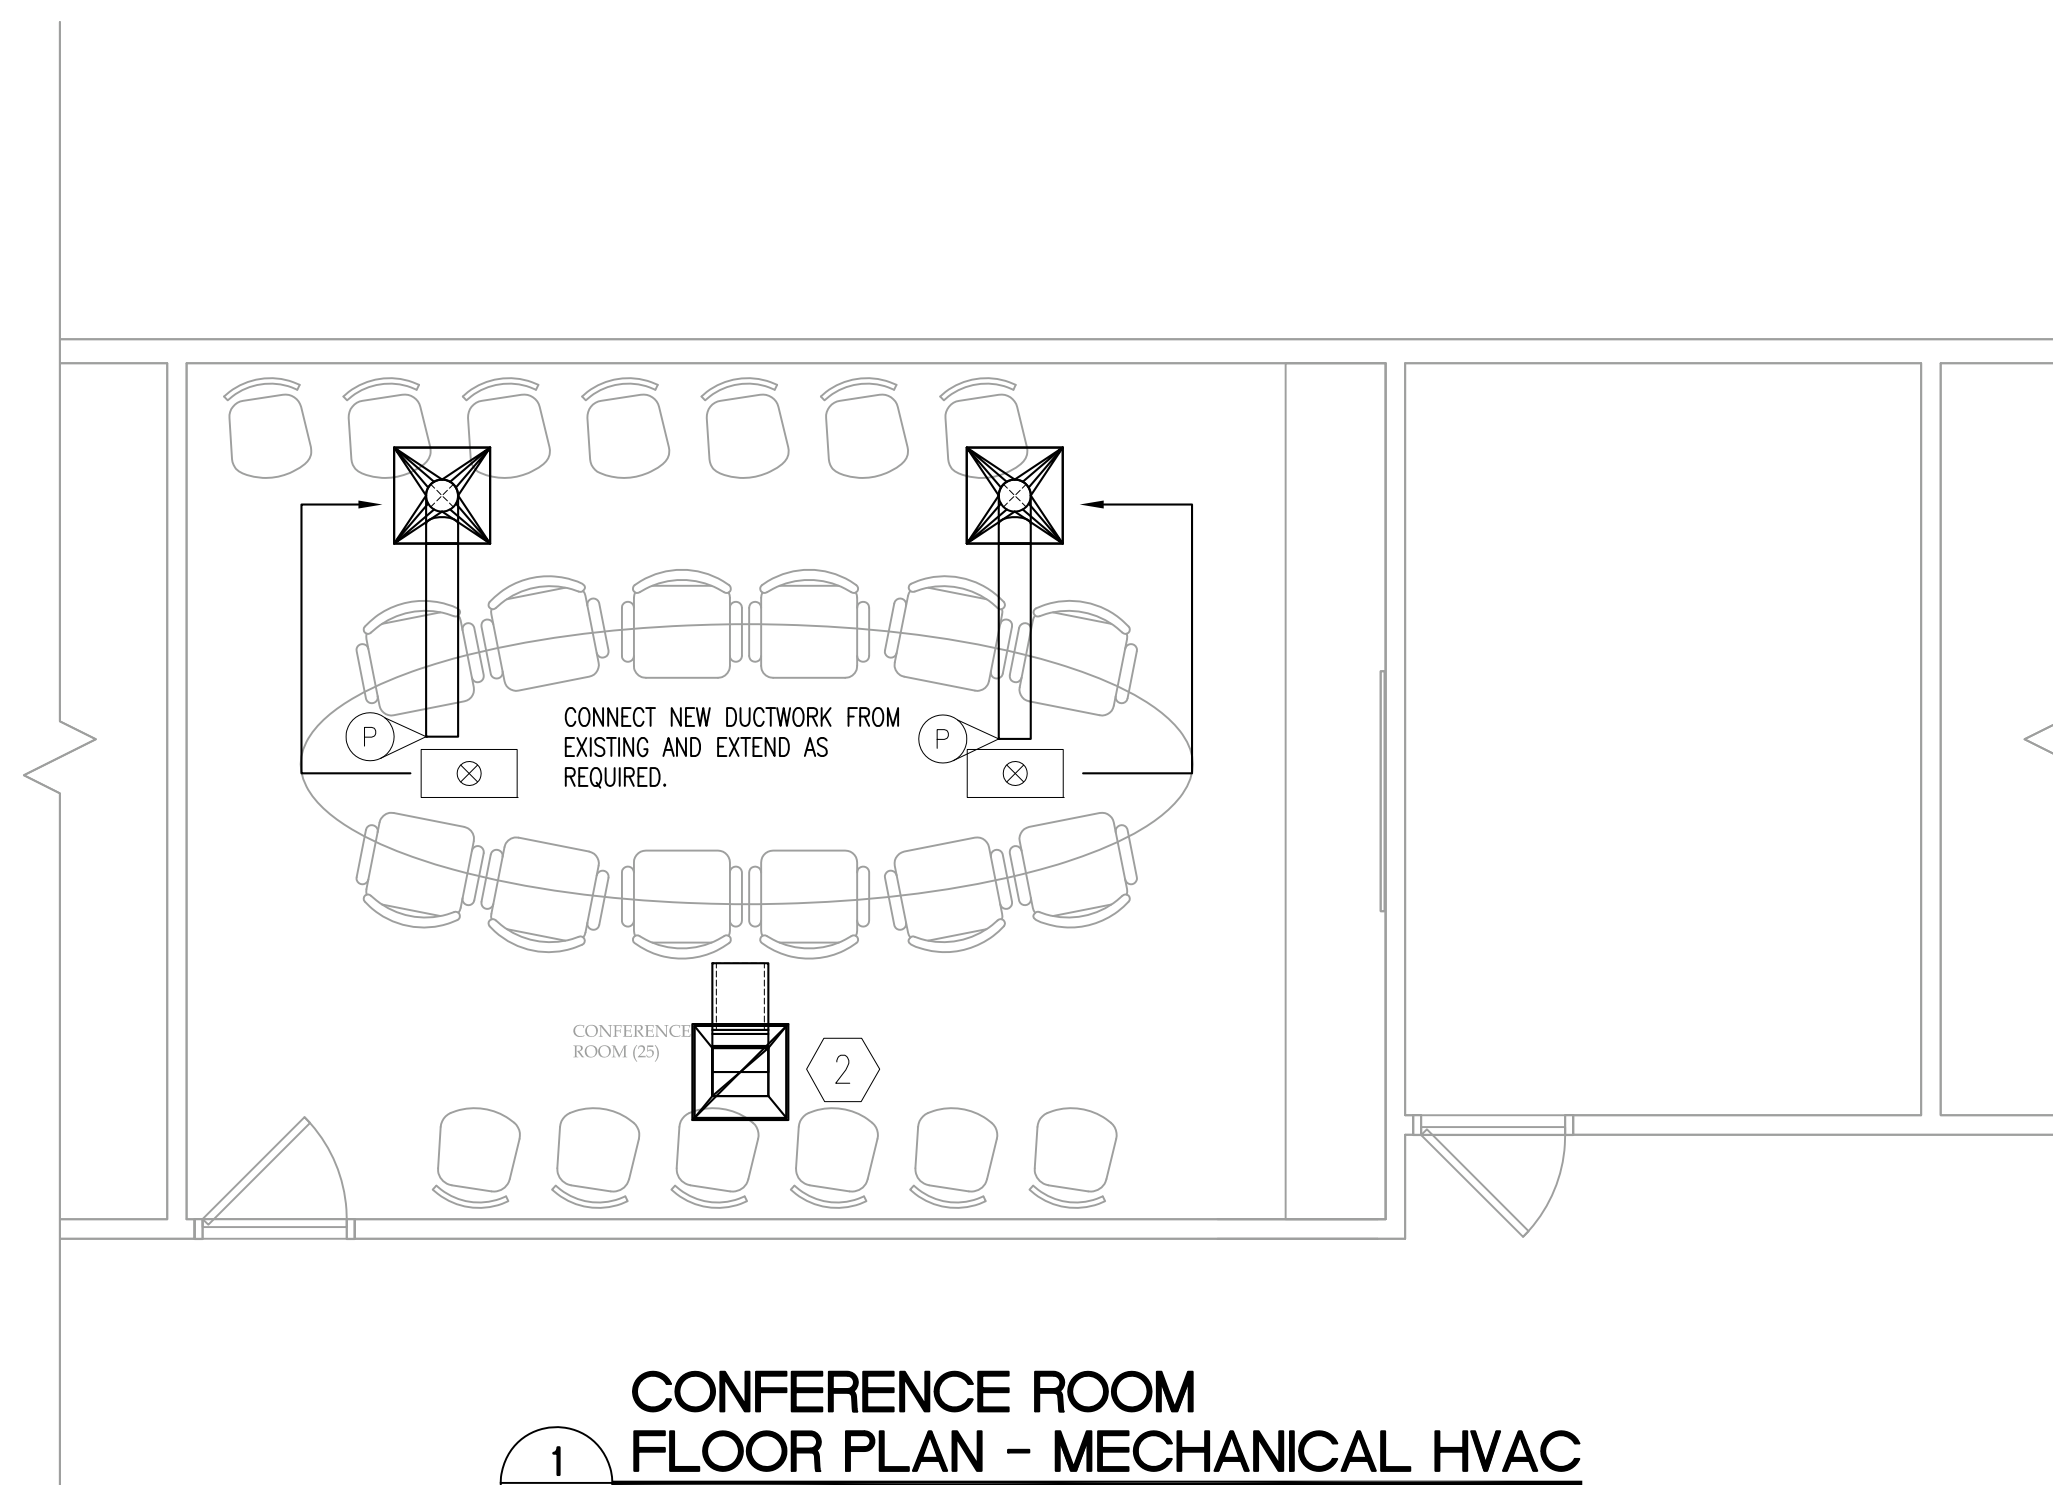 P
CONNECT NEW DUCTWORK FROM
EXISTING AND EXTEND AS
REQUIRED.
P
CONFERENCE
ROOM (25)
2
CONFERENCE ROOM
1
FLOOR PLAN - MECHANICAL HVAC